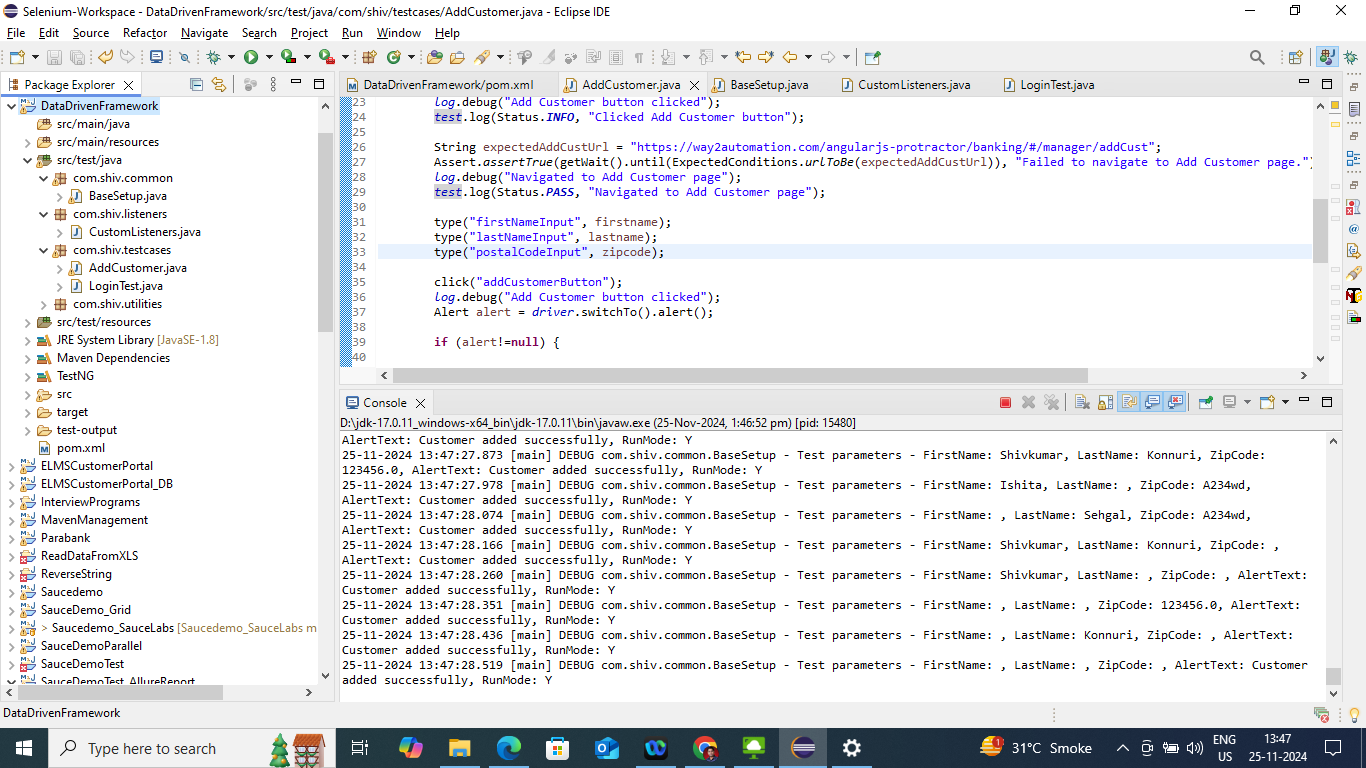 Selenium-Workspace - DataDrivenFramework/src/test/java/com/shiv/testcases/AddCustomer.java - Eclipse IDE
File Edit Source Refactor Navigate Search Project Run Window Help
Package Explorer
DataDrivenFramework
src/main/java
src/main/resources
src/test/java
com.shiv.common
BaseSetup.java
com.shiv.listeners
CustomListeners.java
com.shiv.testcases
AddCustomer.java
LoginTest.java
com.shiv.utilities
src/test/resources
JRE System Library [JavaSE-1.8]
Maven Dependencies
TestNG
src
target
test-output
pom.xml
ELMSCustomerPortal
ELMSCustomerPortal_DB
InterviewPrograms
MavenManagement
Parabank
ReadDataFromXLS
ReverseString
Saucedemo
SauceDemo_Grid
> Saucedemo_SauceLabs [Saucedemo_SauceLabs m
SauceDemoParallel
SauceDemoTest
SauceDemoTest_AllureReport
DataDrivenFramework/pom.xml AddCustomer.java BaseSetup.java CustomListeners.java LoginTest.java
23 log.debug("Add Customer button clicked");
24 test.log(Status.INFO, "Clicked Add Customer button");
25
26 String expectedAddCustUrl = "https://way2automation.com/angularjs-protractor/banking/#/manager/addCust";
27 Assert.assertTrue(getWait().until(ExpectedConditions.urlToBe(expectedAddCustUrl)), "Failed to navigate to Add Customer page.")
28 log.debug("Navigated to Add Customer page");
29 test.log(Status.PASS, "Navigated to Add Customer page");
30
31 type("firstNameInput", firstname);
32 type("lastNameInput", lastname);
33 type("postalCodeInput", zipcode);
34
35 click("addCustomerButton");
36 log.debug("Add Customer button clicked");
37 Alert alert = driver.switchTo().alert();
38
39 if (alert!=null) {
40
Console
D:\jdk-17.0.11_windows-x64_bin\jdk-17.0.11\bin\javaw.exe (25-Nov-2024, 1:46:52 pm) [pid: 15480]
AlertText: Customer added successfully, RunMode: Y
25-11-2024 13:47:27.873 [main] DEBUG com.shiv.common.BaseSetup - Test parameters - FirstName: Shivkumar, LastName: Konnuri, ZipCode:
123456.0, AlertText: Customer added successfully, RunMode: Y
25-11-2024 13:47:27.978 [main] DEBUG com.shiv.common.BaseSetup - Test parameters - FirstName: Ishita, LastName: , ZipCode: A234wd,
AlertText: Customer added successfully, RunMode: Y
25-11-2024 13:47:28.074 [main] DEBUG com.shiv.common.BaseSetup - Test parameters - FirstName: , LastName: Sehgal, ZipCode: A234wd,
AlertText: Customer added successfully, RunMode: Y
25-11-2024 13:47:28.166 [main] DEBUG com.shiv.common.BaseSetup - Test parameters - FirstName: Shivkumar, LastName: Konnuri, ZipCode: ,
AlertText: Customer added successfully, RunMode: Y
25-11-2024 13:47:28.260 [main] DEBUG com.shiv.common.BaseSetup - Test parameters - FirstName: Shivkumar, LastName: , ZipCode: , AlertText:
Customer added successfully, RunMode: Y
25-11-2024 13:47:28.351 [main] DEBUG com.shiv.common.BaseSetup - Test parameters - FirstName: , LastName: , ZipCode: 123456.0, AlertText:
Customer added successfully, RunMode: Y
25-11-2024 13:47:28.436 [main] DEBUG com.shiv.common.BaseSetup - Test parameters - FirstName: , LastName: Konnuri, ZipCode: , AlertText:
Customer added successfully, RunMode: Y
25-11-2024 13:47:28.519 [main] DEBUG com.shiv.common.BaseSetup - Test parameters - FirstName: , LastName: , ZipCode: , AlertText: Customer
added successfully, RunMode: Y
DataDrivenFramework
Type here to search
31°C Smoke
ENG
US
13:47
25-11-2024